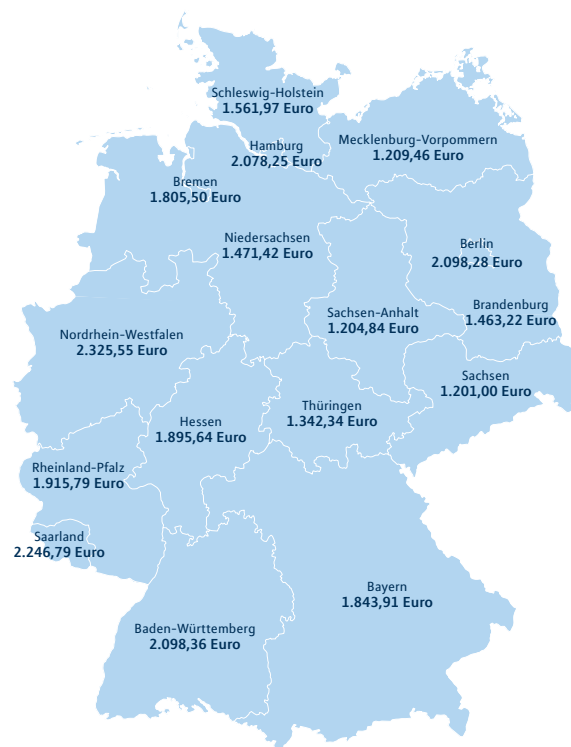 Schleswig-Holstein
1.561,97 Euro
Hamburg
2.078,25 Euro
Mecklenburg-Vorpommern
1.209,46 Euro
Bremen
1.805,50 Euro
Niedersachsen
1.471,42 Euro
Berlin
2.098,28 Euro
Sachsen-Anhalt
1.204,84 Euro
Brandenburg
1.463,22 Euro
Nordrhein-Westfalen
2.325,55 Euro
Sachsen
1.201,00 Euro
Thüringen
1.342,34 Euro
Hessen
1.895,64 Euro
Rheinland-Pfalz
1.915,79 Euro
Saarland
2.246,79 Euro
Bayern
1.843,91 Euro
Baden-Württemberg
2.098,36 Euro